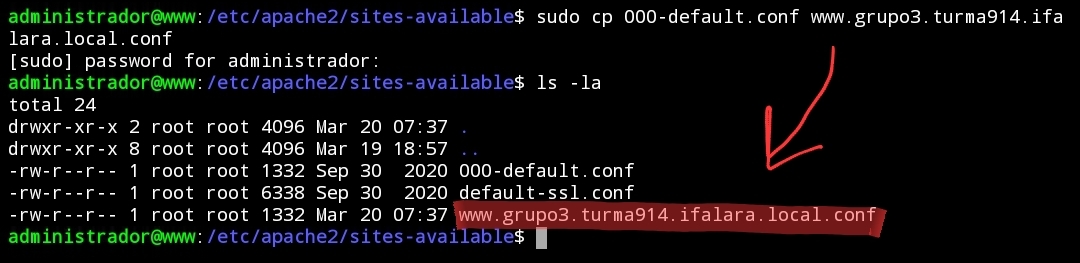 administrador@www:/etc/apache2/sites-available$ sudo cp 000-default.conf www.grupo3.turma914.ifa
lara.local.conf
[sudo] password for administrador:
administrador@www:/etc/apache2/sites-available$ ls -la
total 24
drwxr-xr-x 2 root root 4096 Mar 20 07:37 .
drwxr-xr-x 8 root root 4096 Mar 19 18:57 ..
-rw-r--r-- 1 root root 1332 Sep 30  2020 000-default.conf
-rw-r--r-- 1 root root 6338 Sep 30  2020 default-ssl.conf
-rw-r--r-- 1 root root 1332 Mar 20 07:37 www.grupo3.turma914.ifalara.local.conf
administrador@www:/etc/apache2/sites-available$